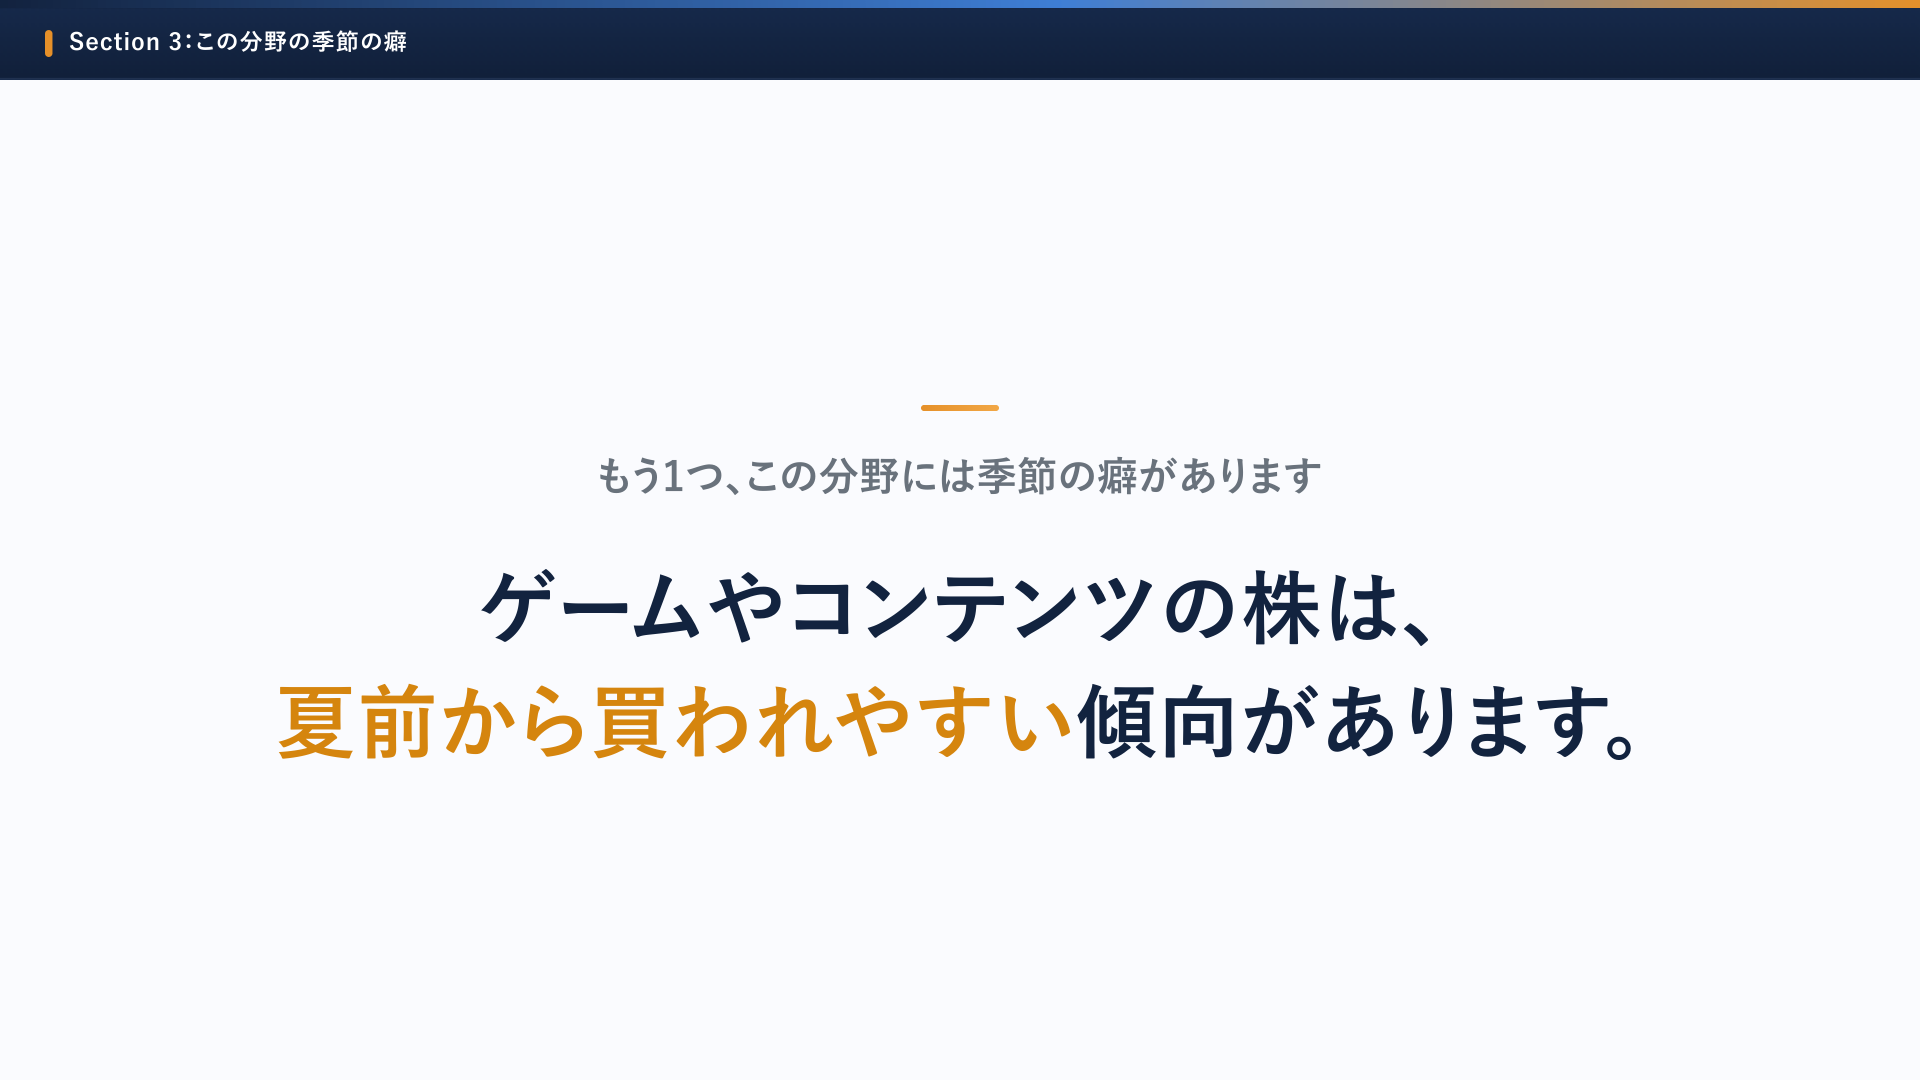 Section 3：この分野の季節の癖
もう1つ、この分野には季節の癖があります
ゲームやコンテンツの株は、
夏前から買われやすい傾向があります。